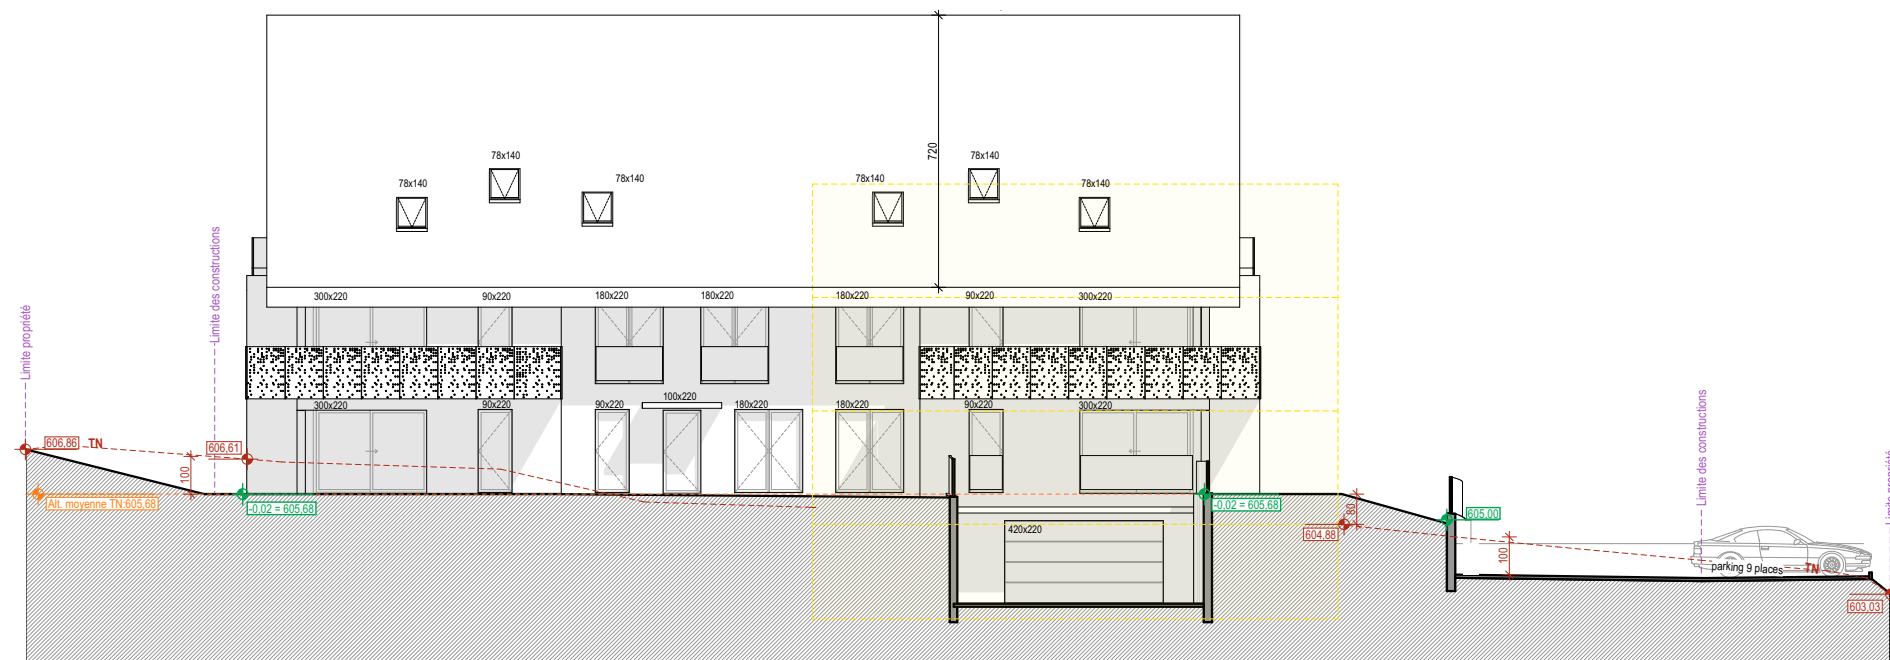 720
78x140
78x140
78x140
78x140
78x140
78x140
Limite des constructions
Limite propriété
300x220
90x220
180x220
180x220
180x220
90x220
300x220
300x220
90x220
90x220
100x220
180x220
180x220
90x220
300x220
606,86
TN
606,61
100
Alt. moyenne TN:605,68
-0.02 = 605,68
-0.02 = 605,68
420x220
80
604,88
605,00
100
Limite des constructions
parking 9 places
TN
603,03
Limite propriété